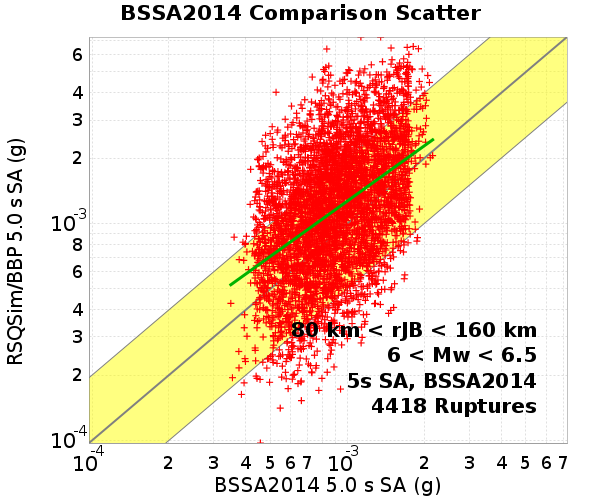 BSSA2014 Comparison Scatter
RSQSim/BBP 5.0 s SA (g)
6
4
3
2
10-3
8
6
4
3
2
10-4
80 km < rJB < 160 km
6 < Mw < 6.5
5s SA, BSSA2014
4418 Ruptures
10-4 2 3 4 5 6 7 10-3 2 3 4 5 6 7
BSSA2014 5.0 s SA (g)